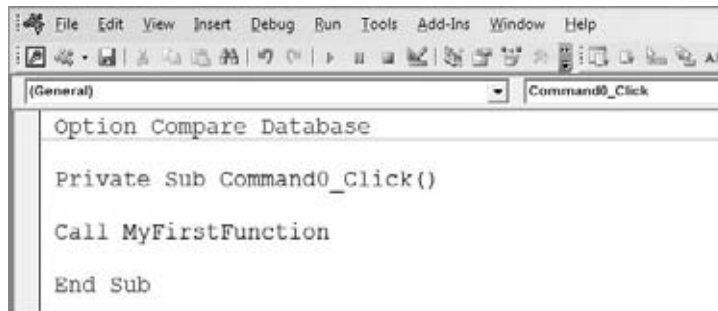 File Edit View Insert Debug Run Tools Add-Ins Window Help
(General) Command0_Click
Option Compare Database
Private Sub Command0_Click()
Call MyFirstFunction
End Sub